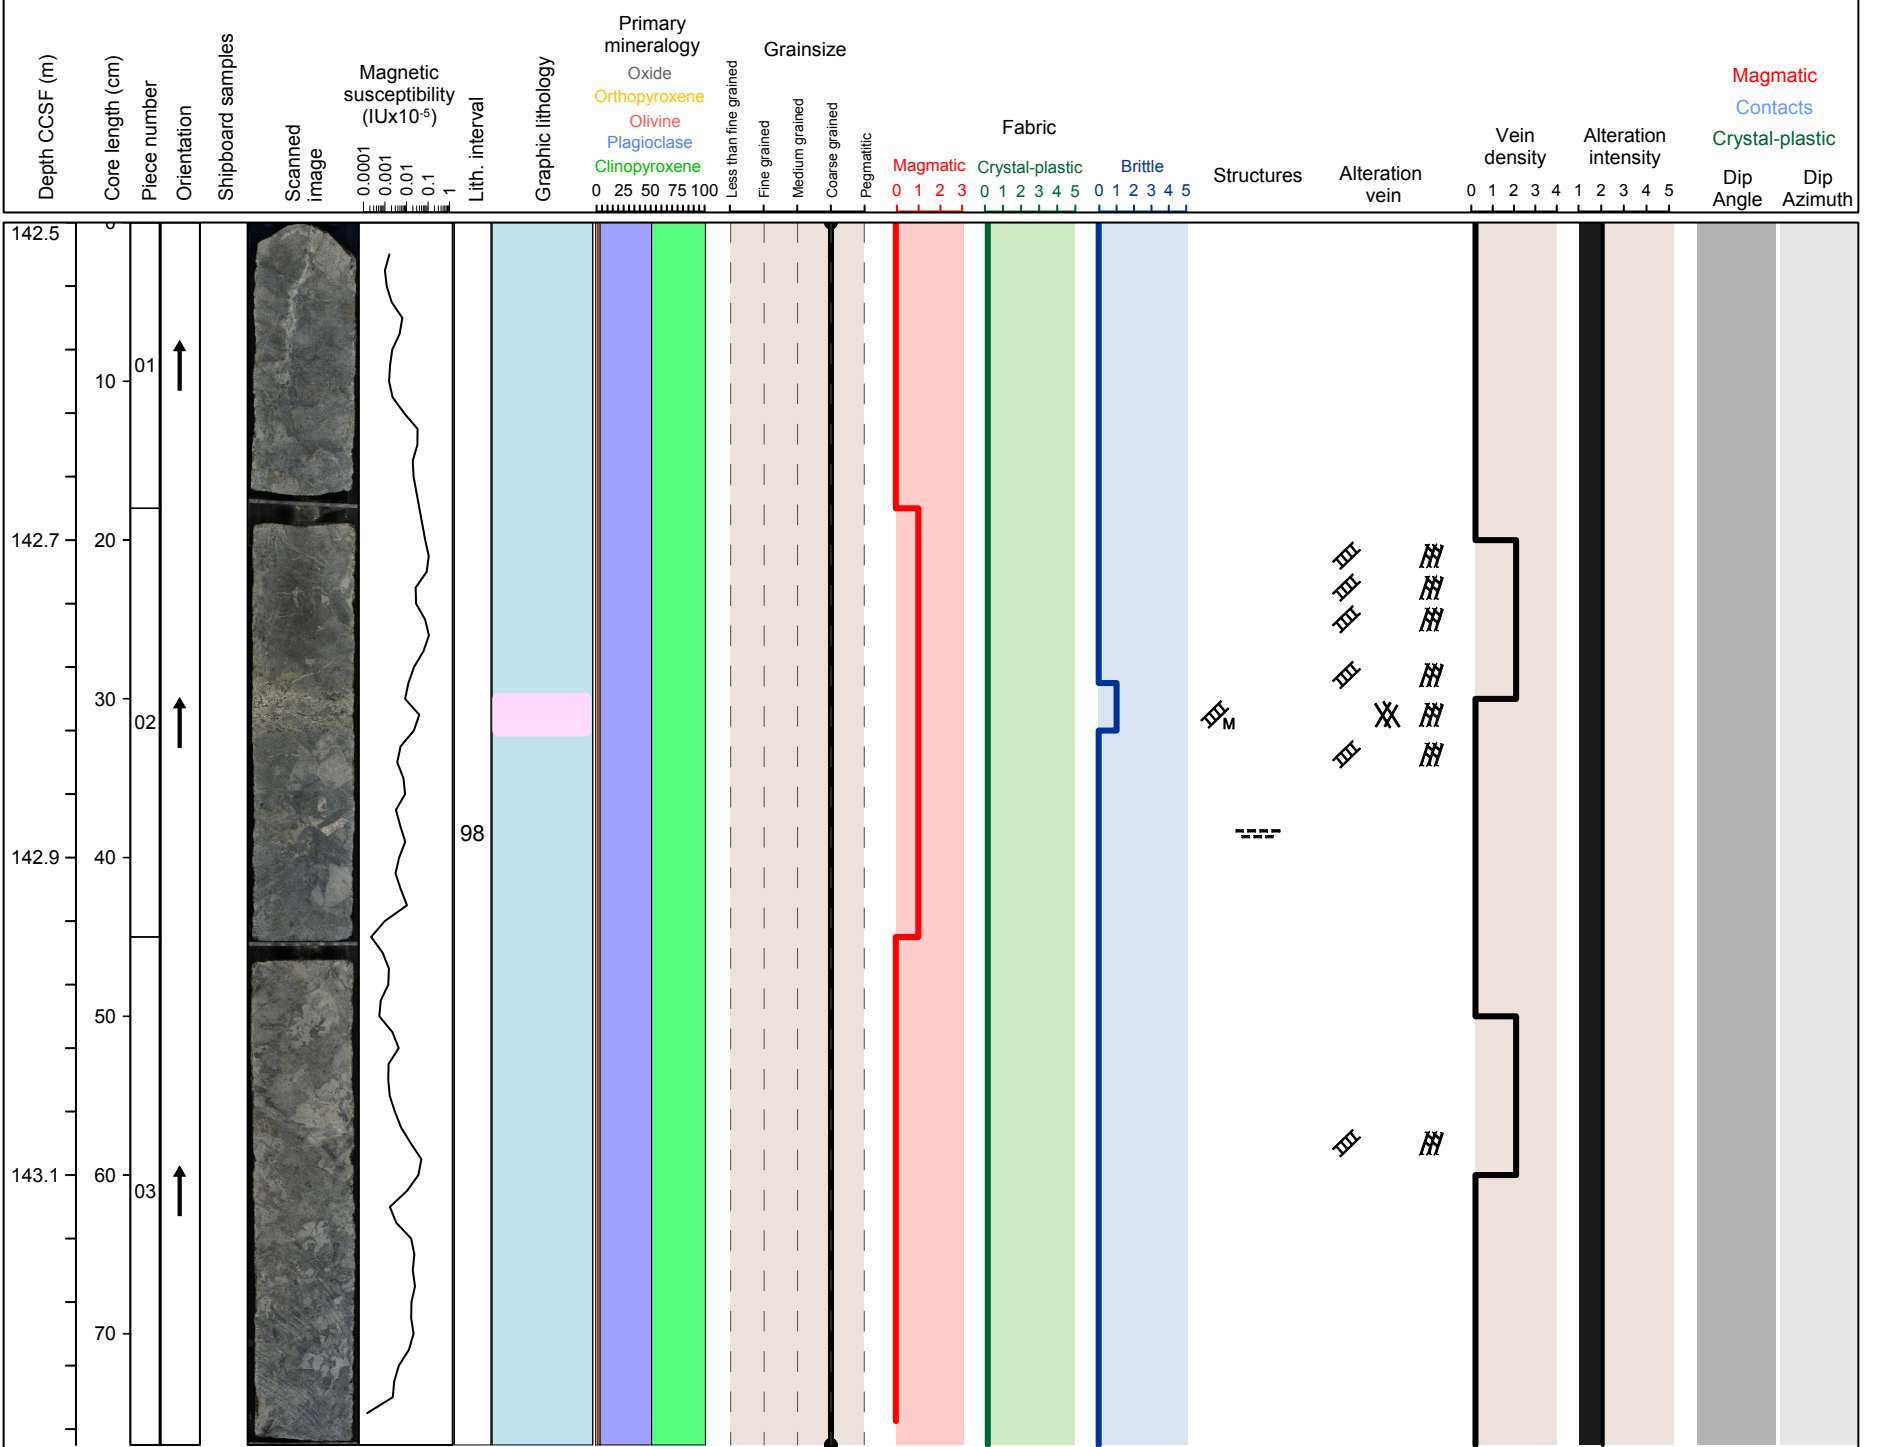 Depth CCSF (m)
Core length (cm)
Piece number
Orientation
Shipboard samples
Scanned
image
Magnetic
susceptibility
(IUx10-5)
0.0001
0.001
0.01
0.1
1
Lith. interval
Graphic lithology
Primary
mineralogy
Oxide
Orthopyroxene
Olivine
Plagioclase
Clinopyroxene
0 25 50 75 100
Grainsize
Less than fine grained
Fine grained
Medium grained
Coarse grained
Pegmatitic
Fabric
Magmatic
0 1 2 3
Crystal-plastic
0 1 2 3 4 5
Brittle
0 1 2 3 4 5
Structures
Alteration
vein
Vein
density
0 1 2 3 4
Alteration
intensity
1 2 3 4 5
Magmatic
Contacts
Crystal-plastic
Dip
Angle
Dip
Azimuth
142.5
0
01
10
142.7
20
30
02
M
98
142.9
40
50
143.1
60
03
70